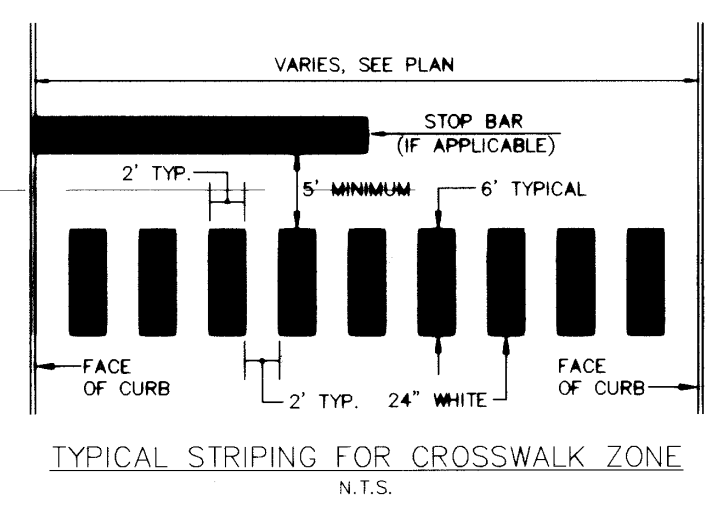 VARIES, SEE PLAN
STOP BAR
(IF APPLICABLE)
2' TYP.
5' MINIMUM
6' TYPICAL
FACE
OF CURB
2' TYP.
24" WHITE
FACE
OF CURB
TYPICAL STRIPING FOR CROSSWALK ZONE
N.T.S.